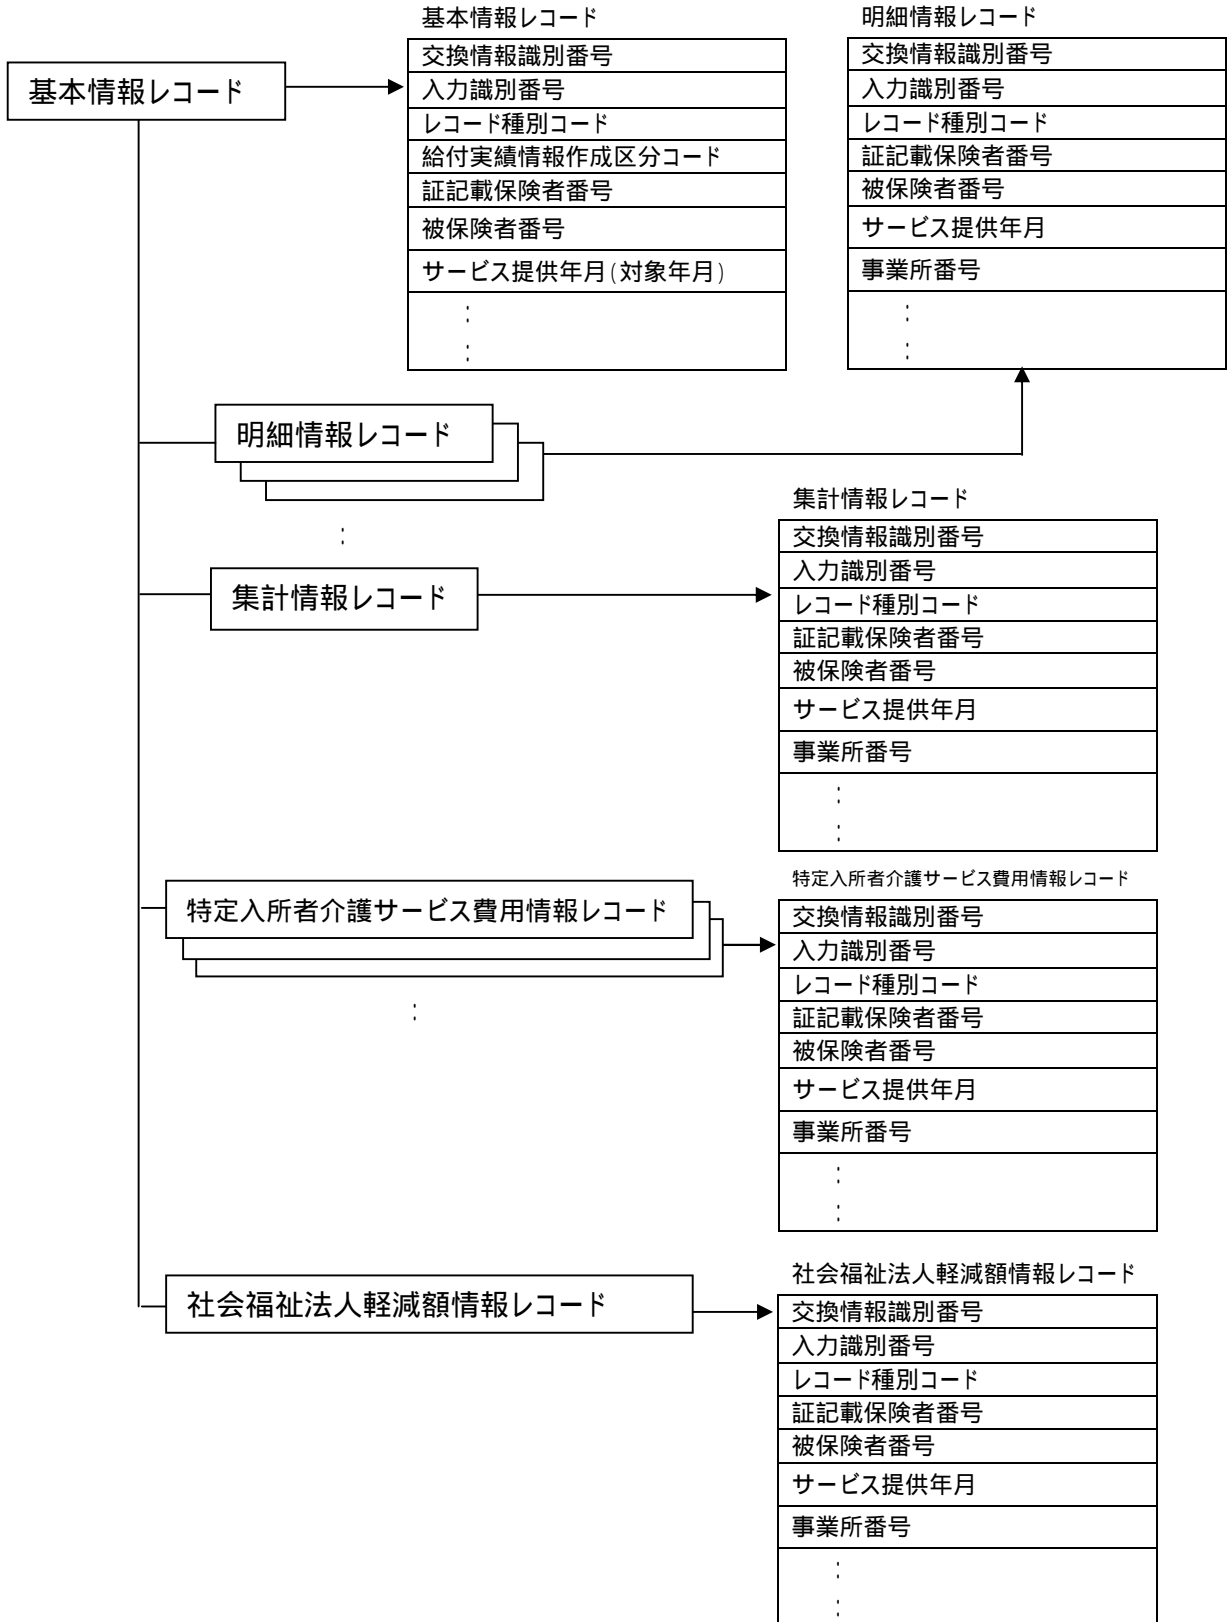 基本情報レコード
基本情報レコード
交換情報識別番号
入力識別番号
レコード種別コード
給付実績情報作成区分コード
証記載保険者番号
被保険者番号
サービス提供年月(対象年月)
:
:
明細情報レコード
交換情報識別番号
入力識別番号
レコード種別コード
証記載保険者番号
被保険者番号
サービス提供年月
事業所番号
:
:
明細情報レコード
:
集計情報レコード
集計情報レコード
交換情報識別番号
入力識別番号
レコード種別コード
証記載保険者番号
被保険者番号
サービス提供年月
事業所番号
:
:
特定入所者介護サービス費用情報レコード
:
特定入所者介護サービス費用情報レコード
交換情報識別番号
入力識別番号
レコード種別コード
証記載保険者番号
被保険者番号
サービス提供年月
事業所番号
:
:
社会福祉法人軽減額情報レコード
社会福祉法人軽減額情報レコード
交換情報識別番号
入力識別番号
レコード種別コード
証記載保険者番号
被保険者番号
サービス提供年月
事業所番号
:
: